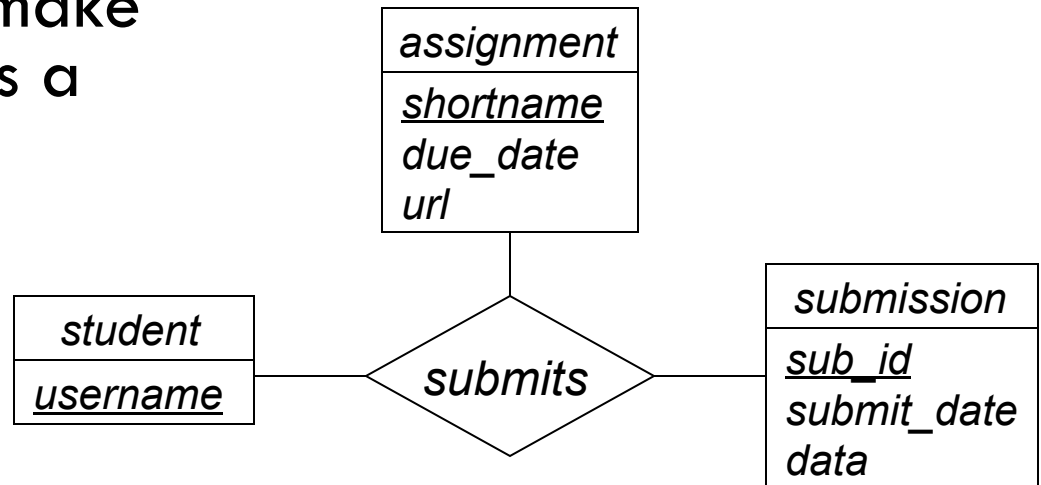 make
s a
assignment
shortname
due_date
url
student
username
submits
submission
sub_id
submit_date
data